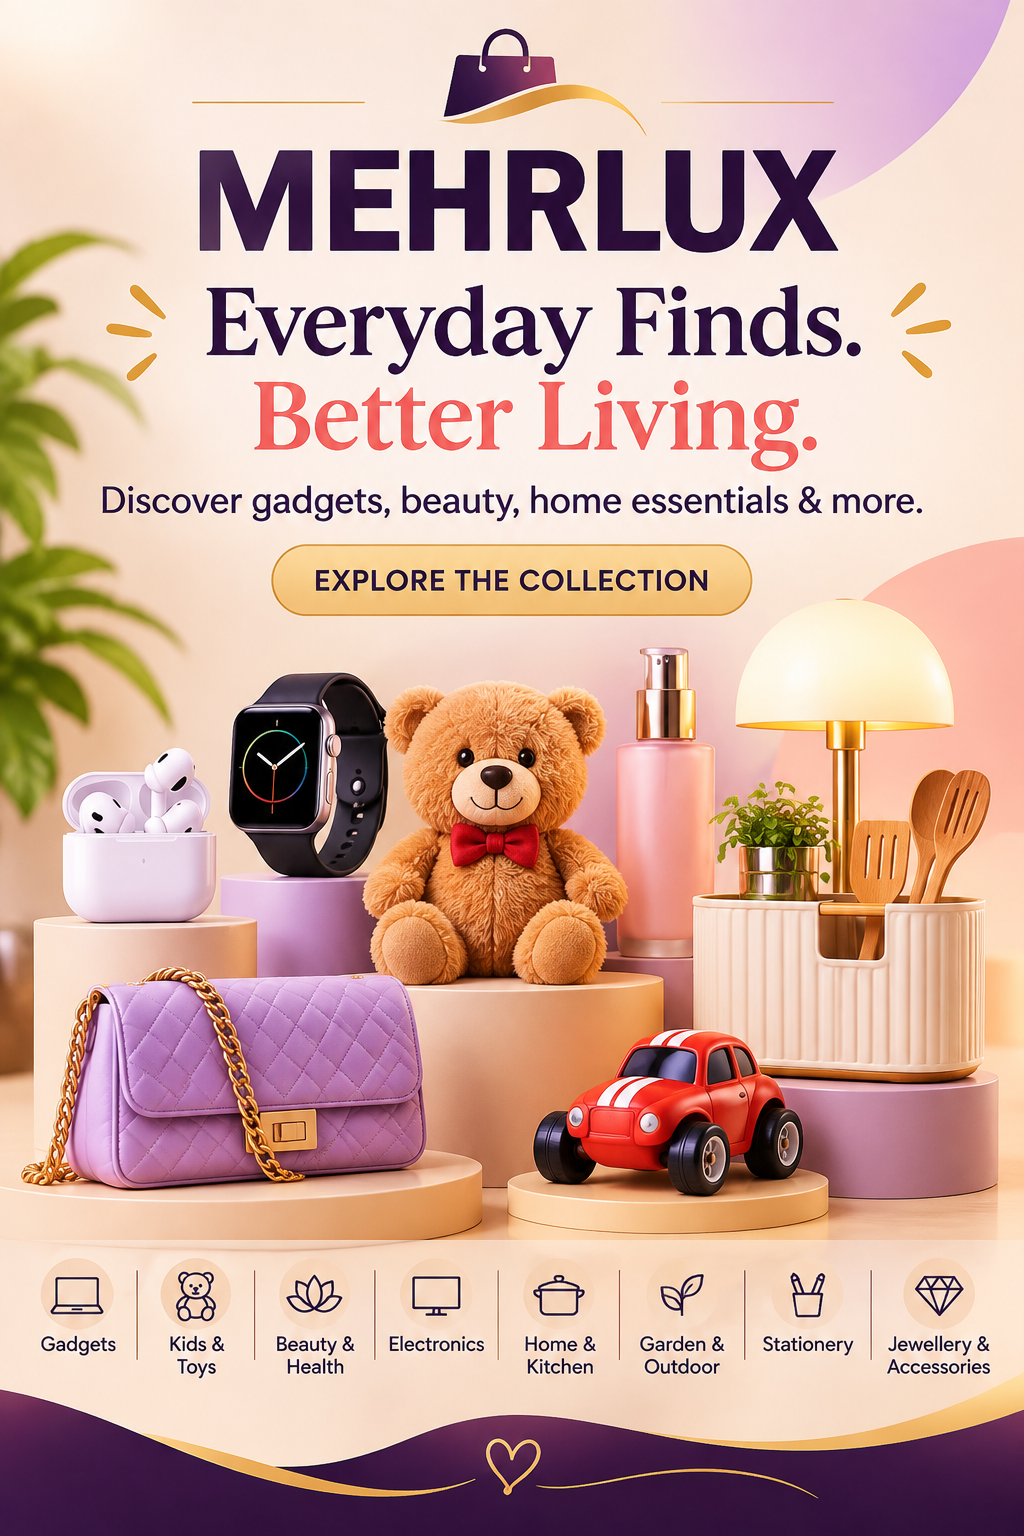 MEHRLUX
Everyday Finds.
Better Living.
Discover gadgets, beauty, home essentials & more.
EXPLORE THE COLLECTION
Gadgets
Kids &
Toys
Beauty &
Health
Electronics
Home &
Kitchen
Garden &
Outdoor
Stationery
Jewellery &
Accessories